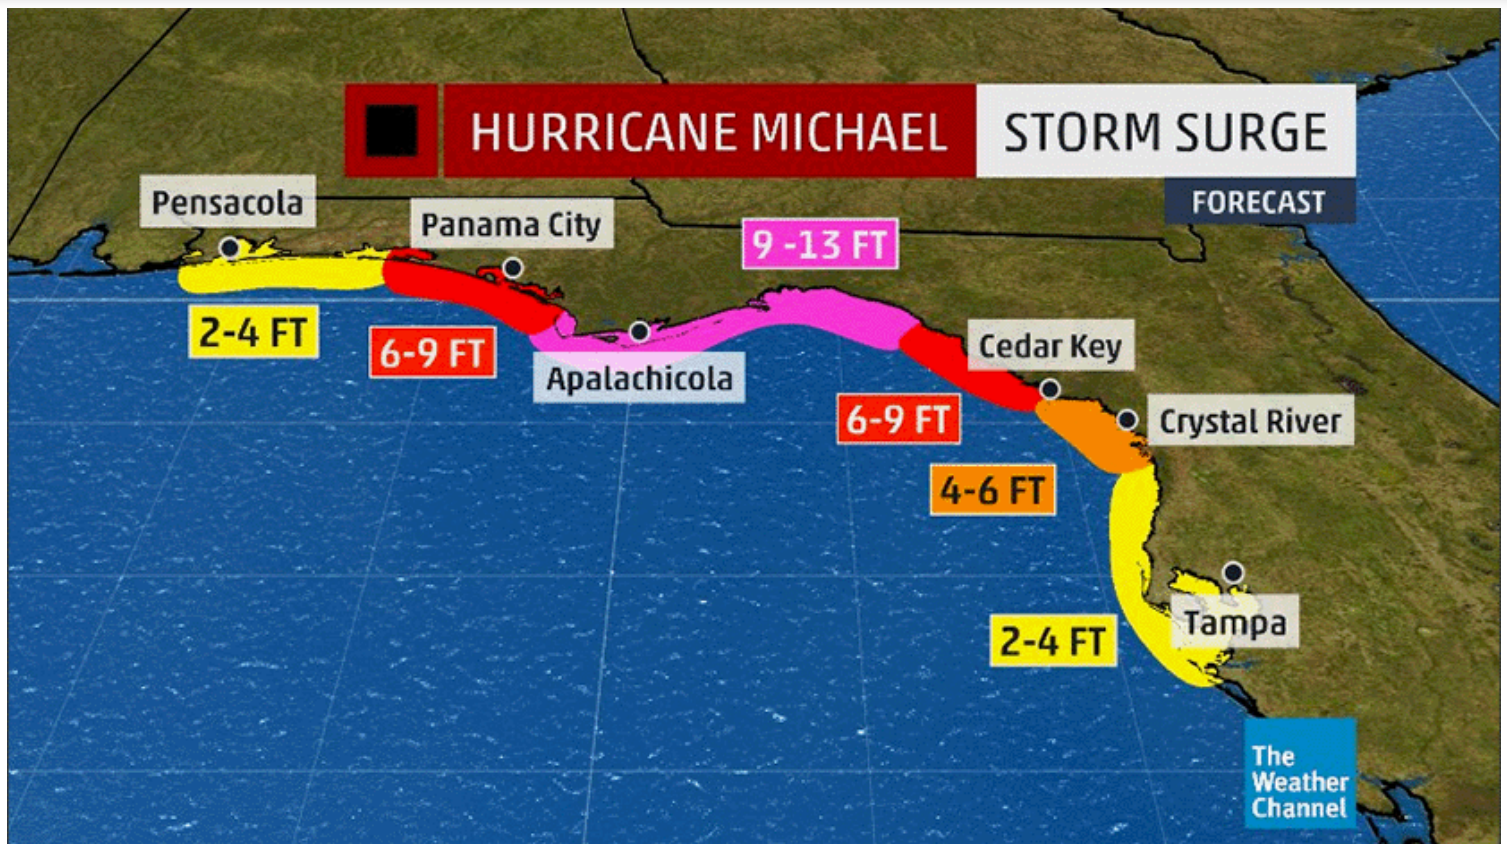 HURRICANE MICHAEL
STORM SURGE
FORECAST
Pensacola
Panama City
9 -13 FT
2-4 FT
6-9 FT
Apalachicola
Cedar Key
6-9 FT
Crystal River
4-6 FT
2-4 FT
Tampa
The
Weather
Channel